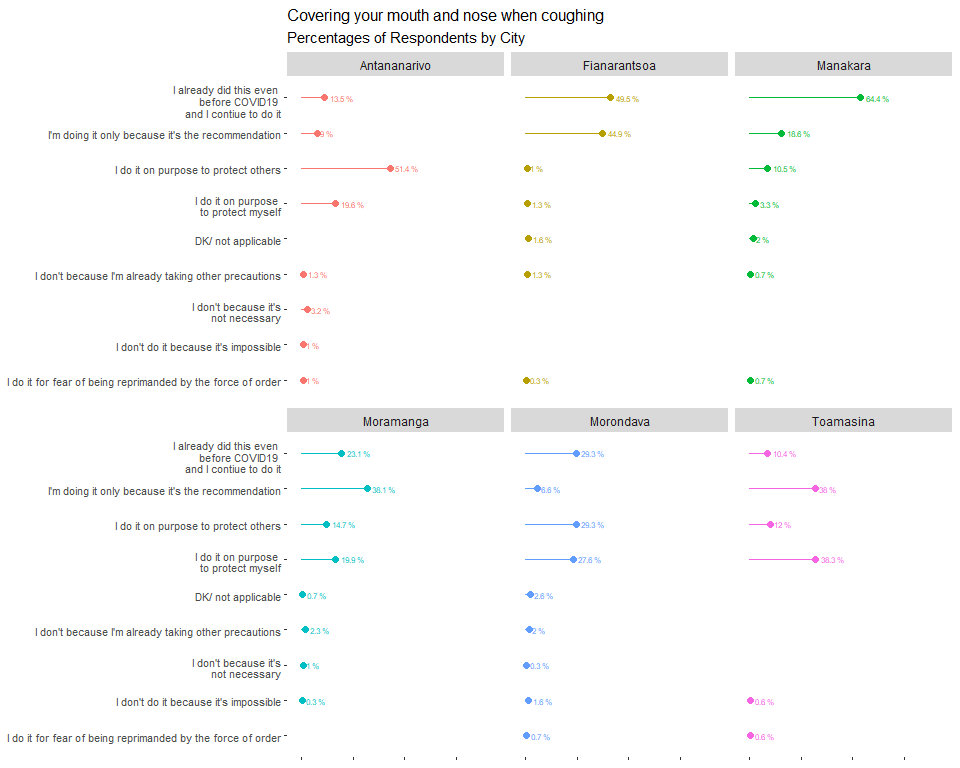 Covering your mouth and nose when coughing
Percentages of Respondents by City
Antananarivo
Fianarantsoa
Manakara
I already did this even
before COVID19
and I contiue to do it
13.5 %
49.5 %
64.4 %
I'm doing it only because it's the recommendation
9 %
44.9 %
18.6 %
I do it on purpose to protect others
51.4 %
1 %
10.5 %
I do it on purpose
to protect myself
19.6 %
1.3 %
3.3 %
DK/ not applicable
1.6 %
2 %
I don't because I'm already taking other precautions
1.3 %
1.3 %
0.7 %
I don't because it's
not necessary
3.2 %
I don't do it because it's impossible
1 %
I do it for fear of being reprimanded by the force of order
1 %
0.3 %
0.7 %
Moramanga
Morondava
Toamasina
I already did this even
before COVID19
and I contiue to do it
23.1 %
29.3 %
10.4 %
I'm doing it only because it's the recommendation
38.1 %
6.6 %
38 %
I do it on purpose to protect others
14.7 %
29.3 %
12 %
I do it on purpose
to protect myself
19.9 %
27.6 %
38.3 %
DK/ not applicable
0.7 %
2.6 %
I don't because I'm already taking other precautions
2.3 %
2 %
I don't because it's
not necessary
1 %
0.3 %
I don't do it because it's impossible
0.3 %
1.6 %
0.6 %
I do it for fear of being reprimanded by the force of order
0.7 %
0.6 %